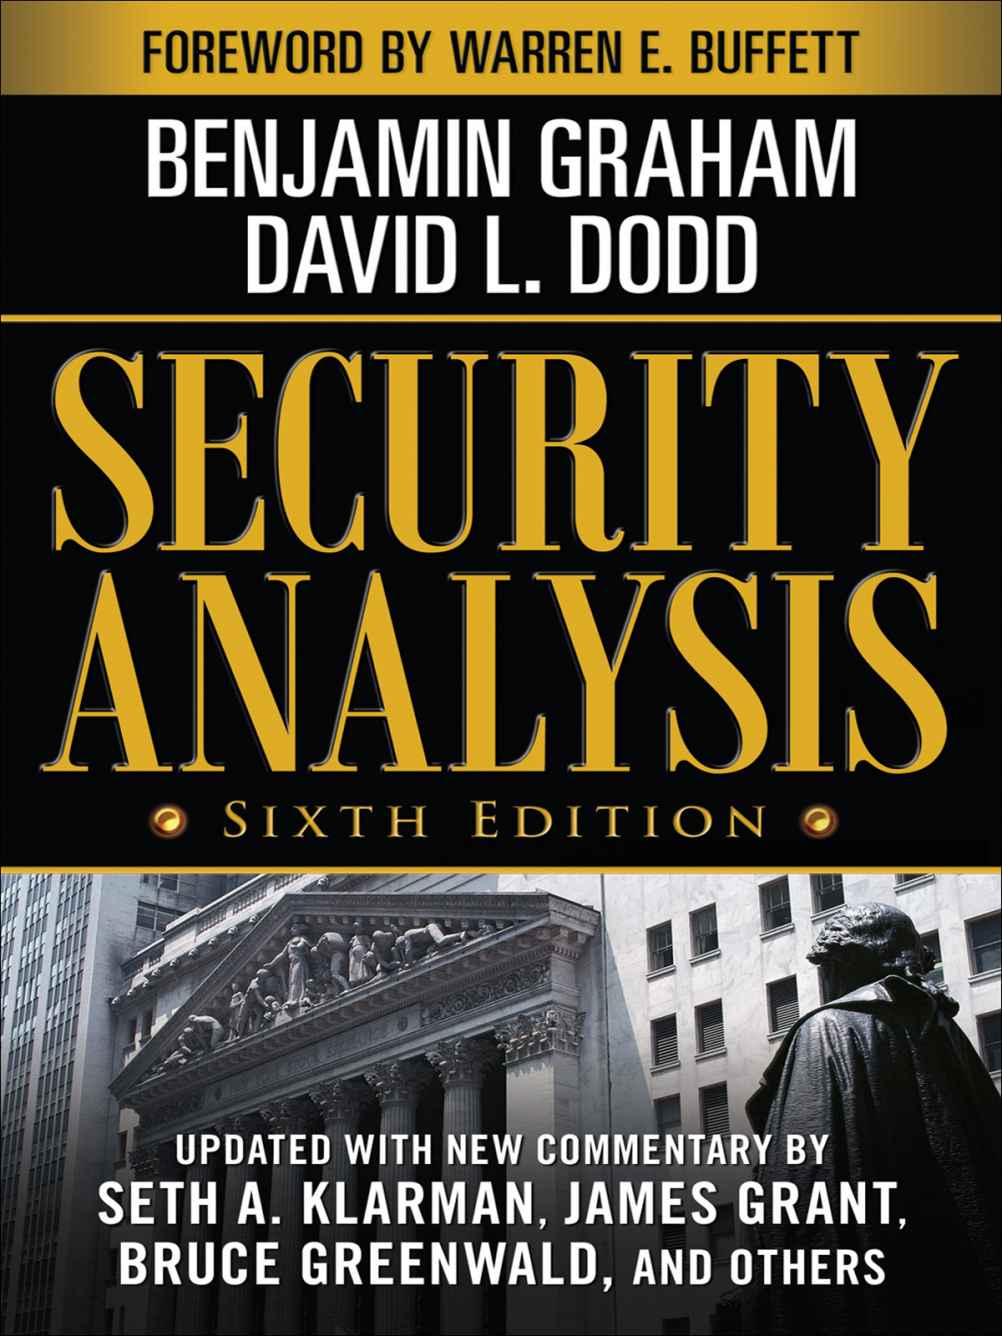 FOREWORD BY WARREN E. BUFFETT
BENJAMIN GRAHAM
DAVID L. DODD
SECURITY
ANALYSIS
SIXTH EDITION
UPDATED WITH NEW COMMENTARY BY
SETH A. KLARMAN, JAMES GRANT,
BRUCE GREENWALD, AND OTHERS